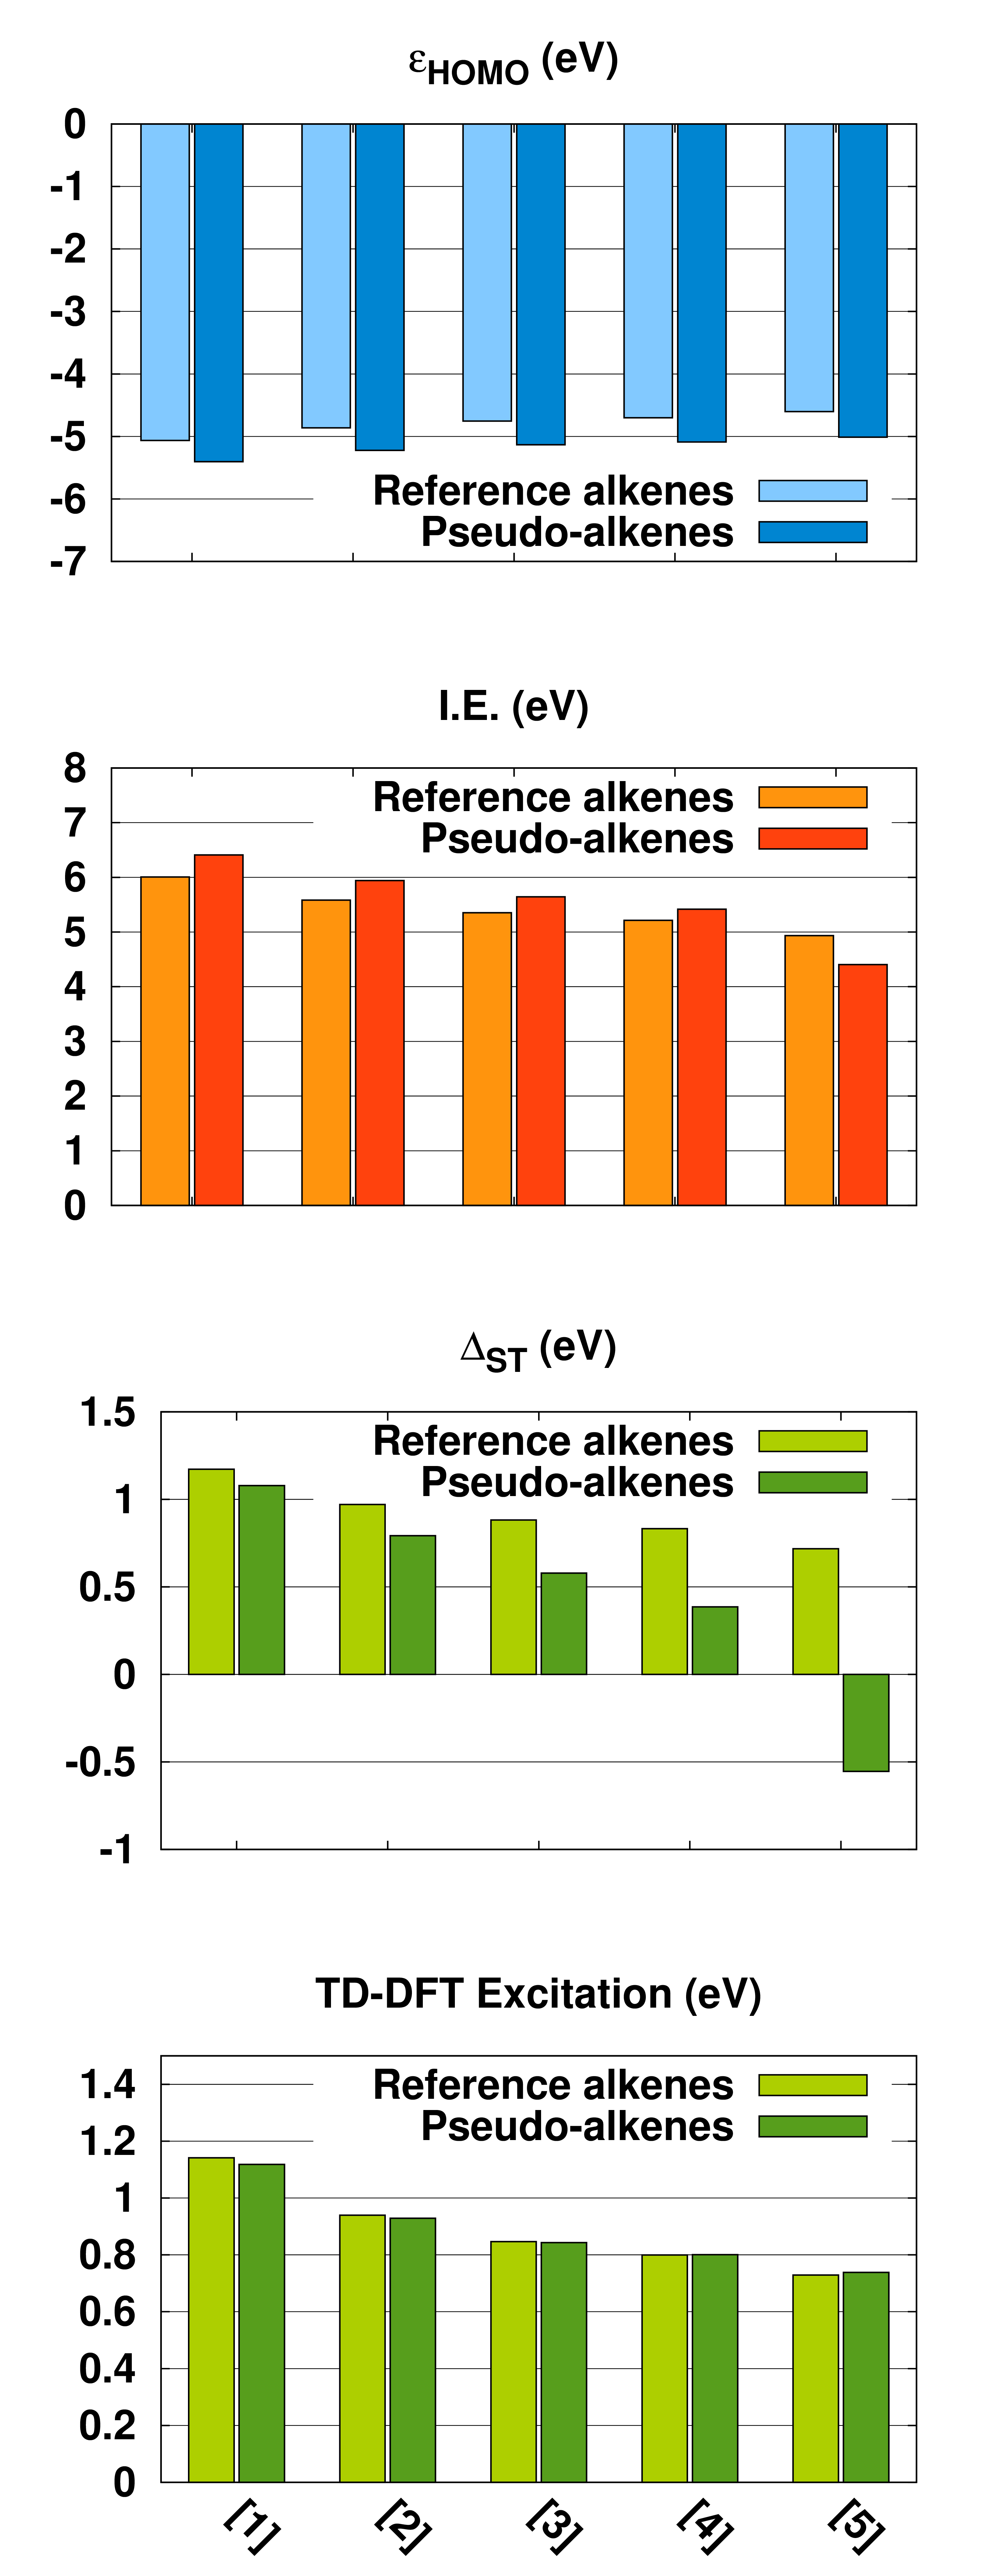 εHOMO (eV)
0
-1
-2
-3
-4
-5
-6
-7
Reference alkenes
Pseudo-alkenes
I.E. (eV)
8
7
6
5
4
3
2
1
0
Reference alkenes
Pseudo-alkenes
ΔST (eV)
1.5
1
0.5
0
-0.5
-1
Reference alkenes
Pseudo-alkenes
TD-DFT Excitation (eV)
1.4
1.2
1
0.8
0.6
0.4
0.2
0
Reference alkenes
Pseudo-alkenes
[1] [2] [3] [4] [5]